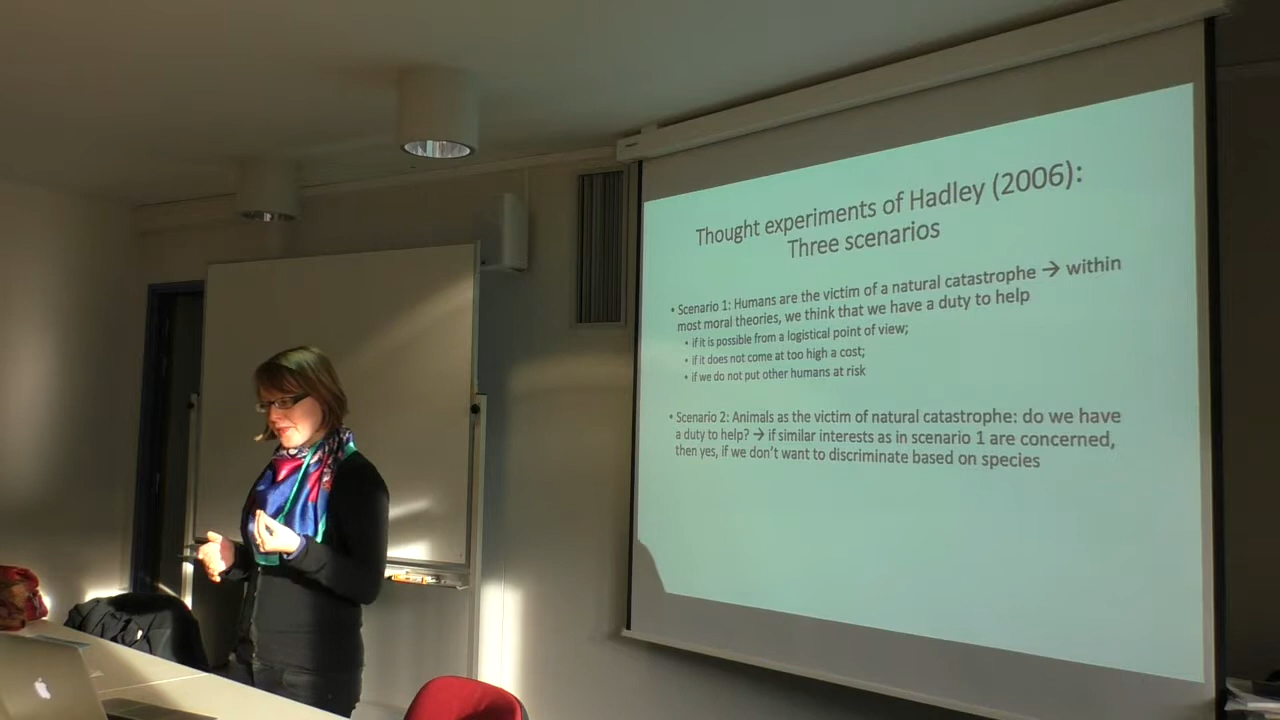 Thought experiments of Hadley (2006):
Three scenarios
• Scenario 1: Humans are the victim of a natural catastrophe → within
most moral theories, we think that we have a duty to help
• if it is possible from a logistical point of view;
• if it does not come at too high a cost;
• if we do not put other humans at risk
• Scenario 2: Animals as the victim of natural catastrophe: do we have
a duty to help? → if similar interests as in scenario 1 are concerned,
then yes, if we don't want to discriminate based on species